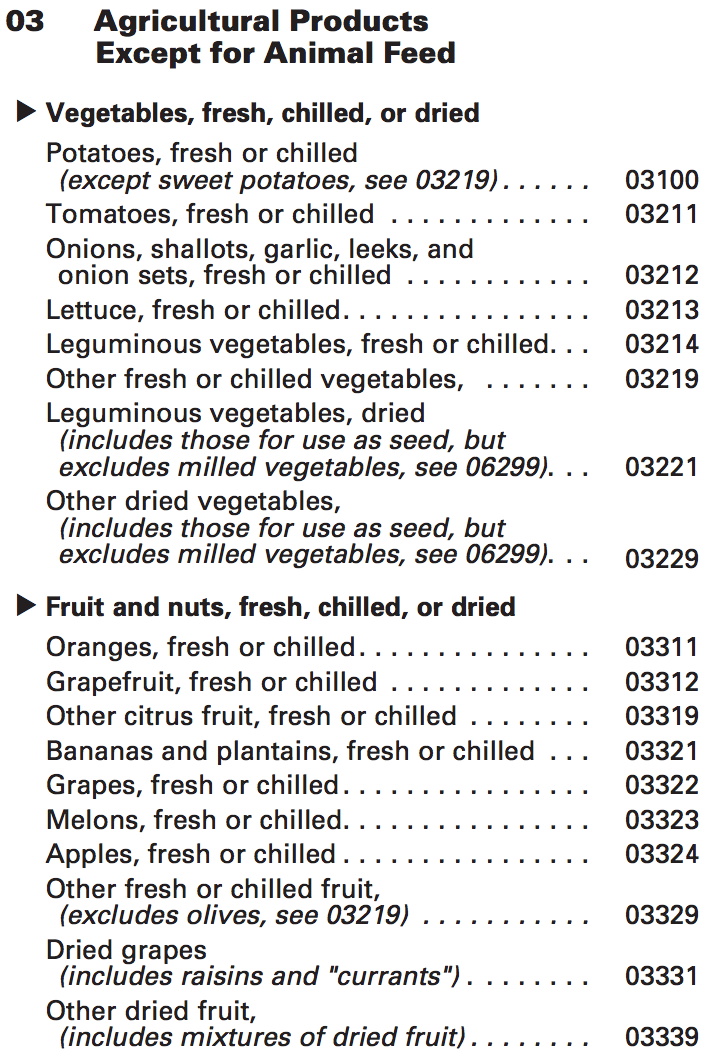 03 Agricultural Products
Except for Animal Feed
▶ Vegetables, fresh, chilled, or dried
Potatoes, fresh or chilled
(except sweet potatoes, see 03219) . . . . . . 03100
Tomatoes, fresh or chilled . . . . . . . . . . . . . 03211
Onions, shallots, garlic, leeks, and
onion sets, fresh or chilled . . . . . . . . . . . . 03212
Lettuce, fresh or chilled. . . . . . . . . . . . . . . . 03213
Leguminous vegetables, fresh or chilled. . . 03214
Other fresh or chilled vegetables, . . . . . . . 03219
Leguminous vegetables, dried
(includes those for use as seed, but
excludes milled vegetables, see 06299). . . 03221
Other dried vegetables,
(includes those for use as seed, but
excludes milled vegetables, see 06299). . . 03229
▶ Fruit and nuts, fresh, chilled, or dried
Oranges, fresh or chilled. . . . . . . . . . . . . . . 03311
Grapefruit, fresh or chilled . . . . . . . . . . . . . 03312
Other citrus fruit, fresh or chilled . . . . . . . . 03319
Bananas and plantains, fresh or chilled . . . 03321
Grapes, fresh or chilled. . . . . . . . . . . . . . . . 03322
Melons, fresh or chilled. . . . . . . . . . . . . . . . 03323
Apples, fresh or chilled . . . . . . . . . . . . . . . . 03324
Other fresh or chilled fruit,
(excludes olives, see 03219) . . . . . . . . . . . 03329
Dried grapes
(includes raisins and "currants") . . . . . . . . 03331
Other dried fruit,
(includes mixtures of dried fruit) . . . . . . . . 03339